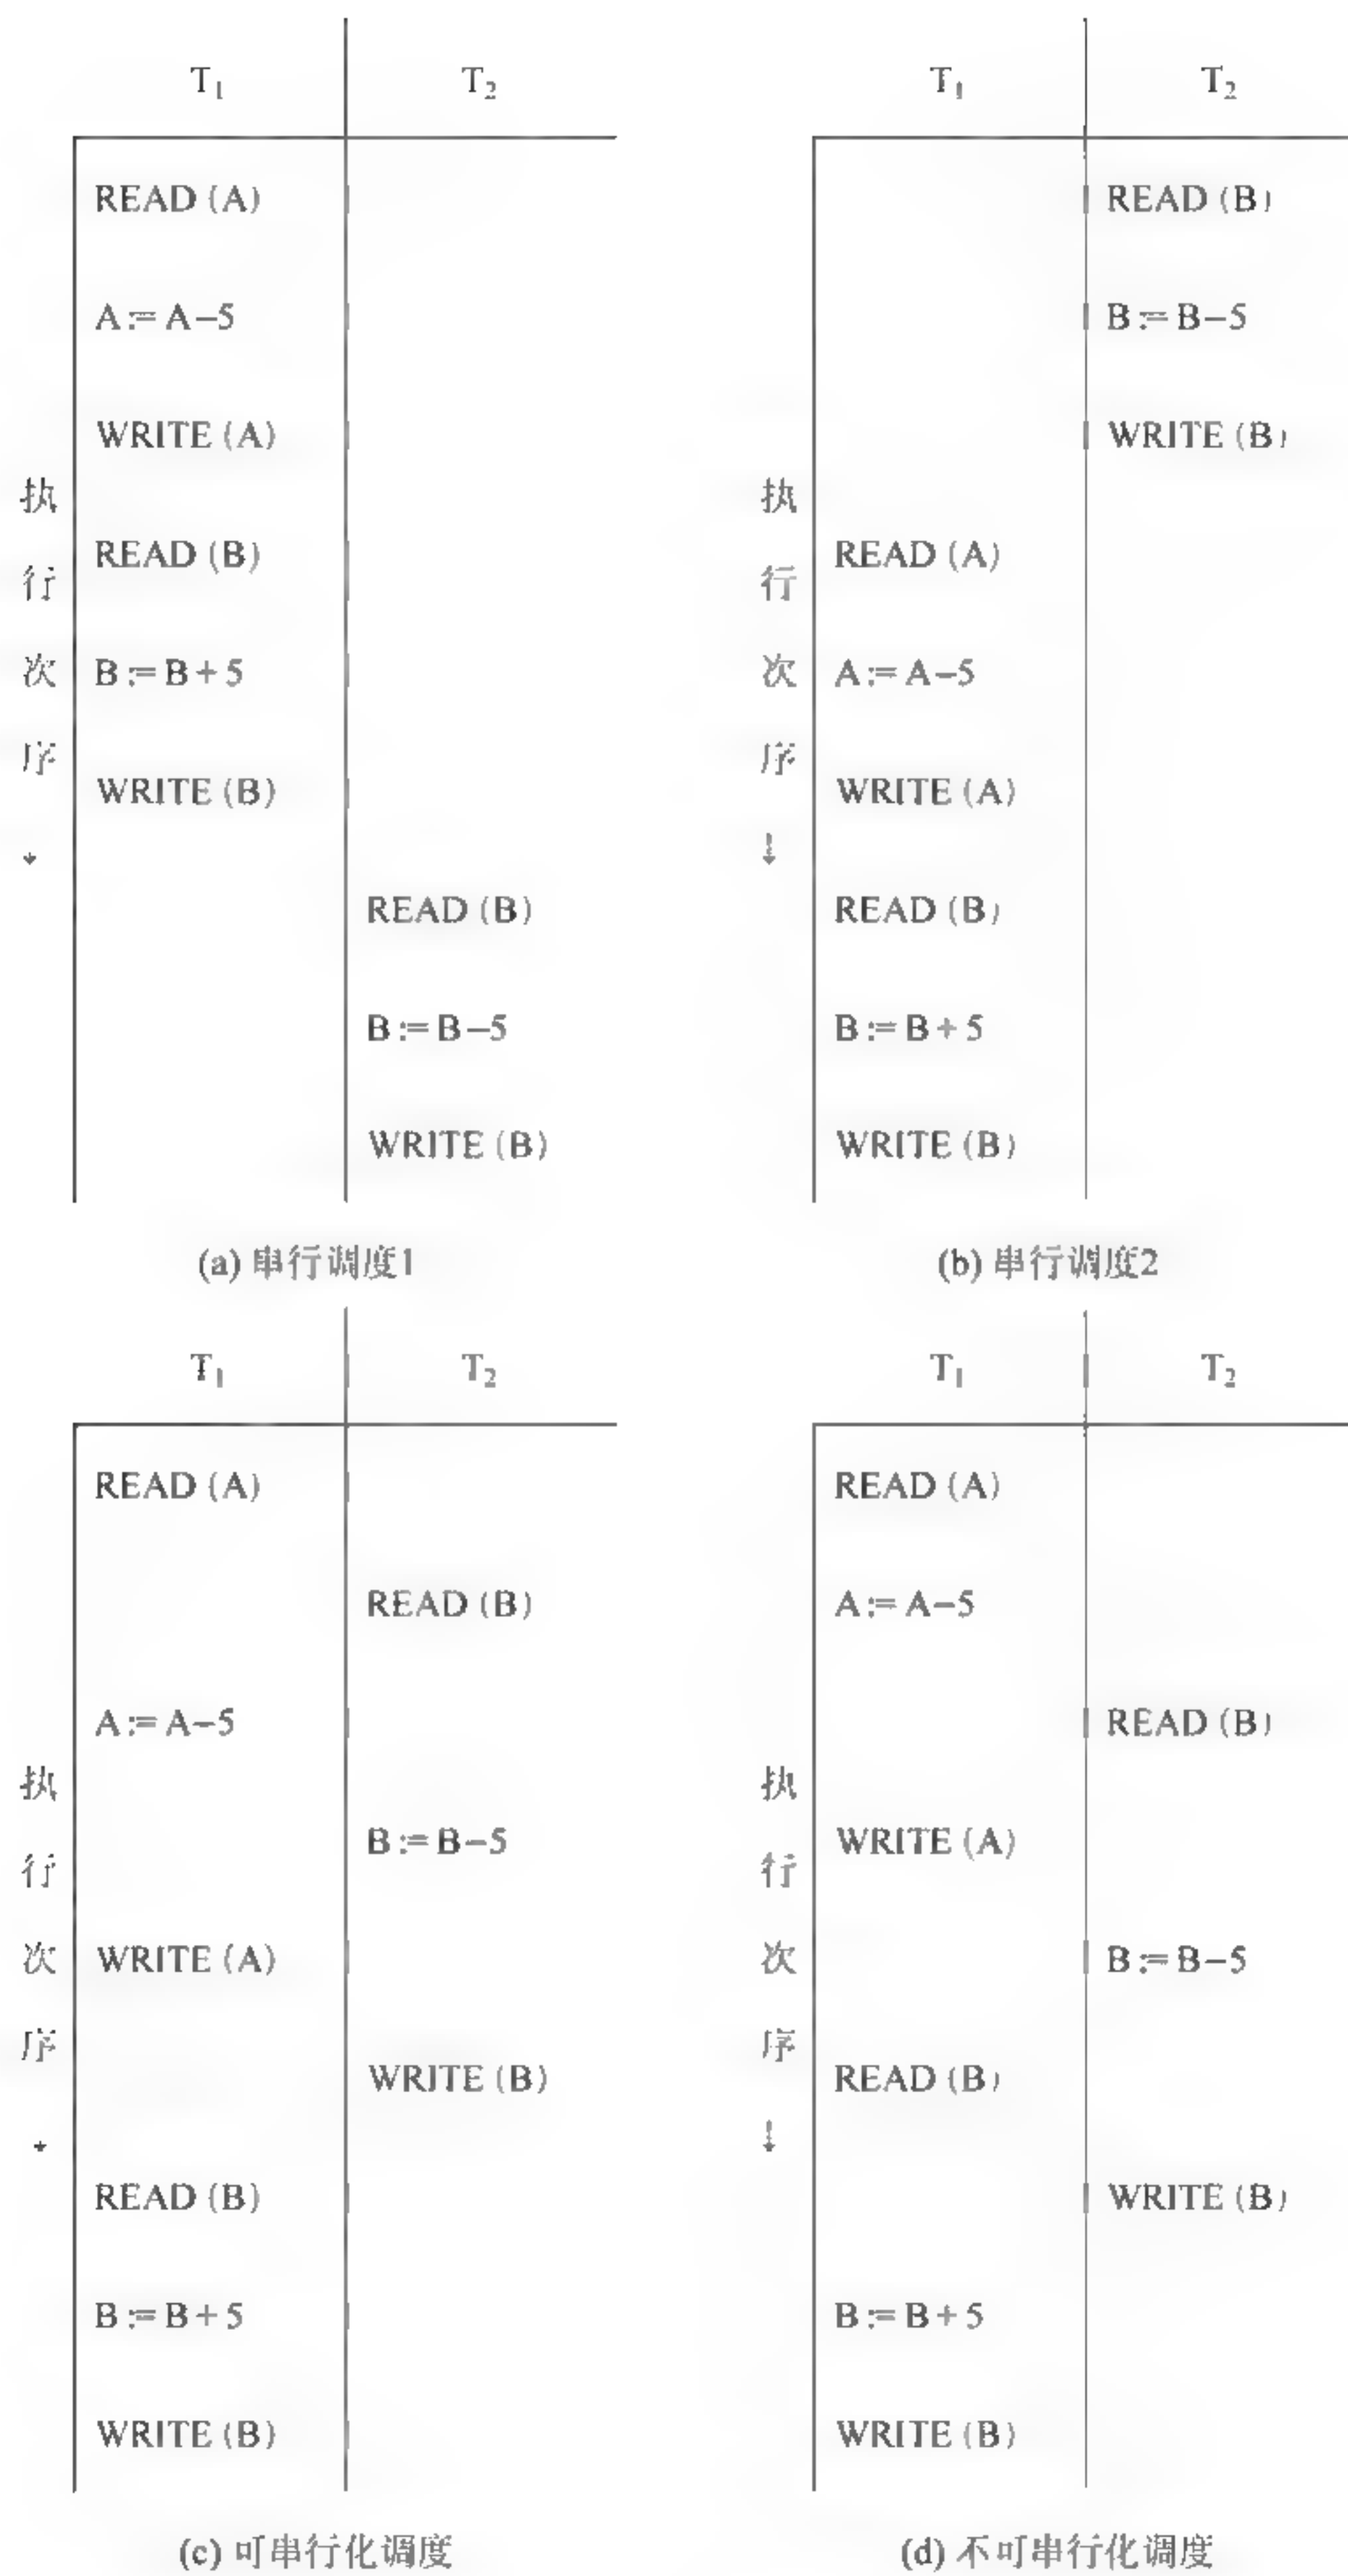 T₁ T₂
READ (A)
A := A−5
WRITE (A)
READ (B)
B := B + 5
WRITE (B)
READ (B)
B := B−5
WRITE (B)
执
行
次
序
↓
(a) 串行调度1
T₁ T₂
READ (B)
B := B−5
WRITE (B)
READ (A)
A := A−5
WRITE (A)
READ (B)
B := B + 5
WRITE (B)
执
行
次
序
↓
(b) 串行调度2
T₁ T₂
READ (A)
READ (B)
A := A−5
B := B−5
WRITE (A)
WRITE (B)
READ (B)
B := B + 5
WRITE (B)
执
行
次
序
↓
(c) 可串行化调度
T₁ T₂
READ (A)
A := A−5
READ (B)
WRITE (A)
B := B−5
READ (B)
WRITE (B)
B := B + 5
WRITE (B)
执
行
次
序
↓
(d) 不可串行化调度